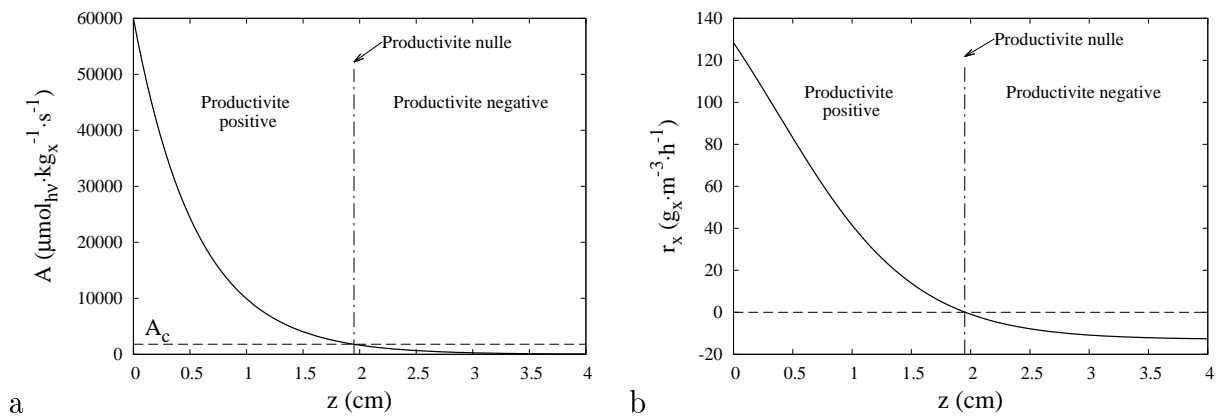 60000
50000
40000
30000
20000
10000
0
A (μmol_hν·kg_x^-1·s^-1)
Productivite nulle
Productivite positive
Productivite negative
A_c
0 0.5 1 1.5 2 2.5 3 3.5 4
z (cm)
a
140
120
100
80
60
40
20
0
-20
r_x (g_x·m^-3·h^-1)
Productivite nulle
Productivite
positive
Productivite negative
0 0.5 1 1.5 2 2.5 3 3.5 4
z (cm)
b